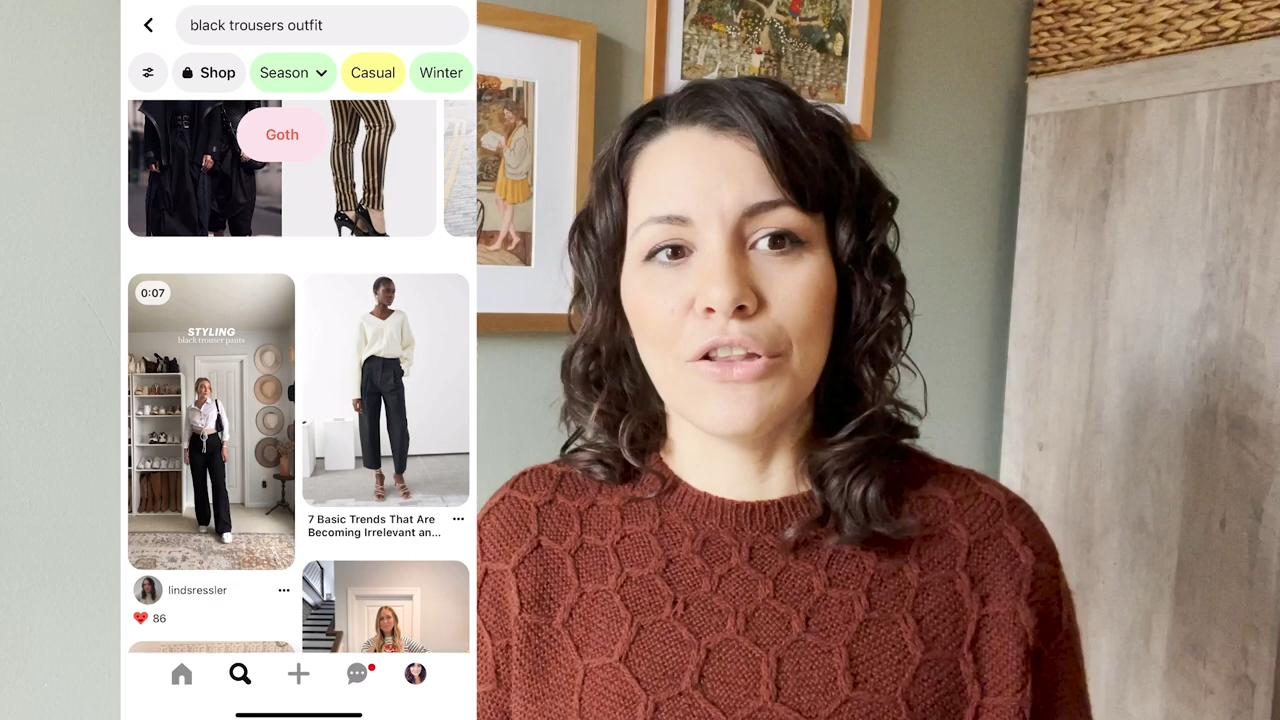 black trousers outfit
Shop
Season
Casual
Winter
Goth
0:07
STYLING
black trouser pants
7 Basic Trends That Are
Becoming Irrelevant an...
lindsressler
86